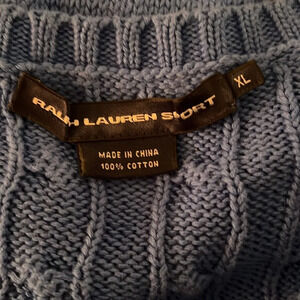 RALPH LAUREN SPORT
XL
MADE IN CHINA
100% COTTON